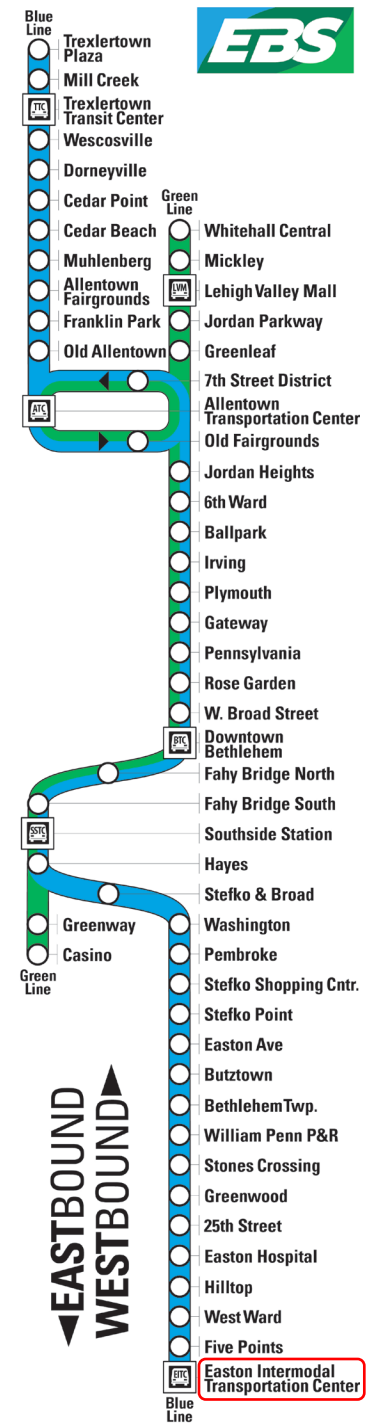 Blue
Line
EBS
Trexlertown
Plaza
Mill Creek
TTC
Trexlertown
Transit Center
Wescosville
Dorneyville
Cedar Point
Cedar Beach
Muhlenberg
Allentown
Fairgrounds
Franklin Park
Old Allentown
Green
Line
Whitehall Central
Mickley
LVM
Lehigh Valley Mall
Jordan Parkway
Greenleaf
7th Street District
ATC
Allentown
Transportation Center
Old Fairgrounds
Jordan Heights
6th Ward
Ballpark
Irving
Plymouth
Gateway
Pennsylvania
Rose Garden
W. Broad Street
BTC
Downtown
Bethlehem
Fahy Bridge North
Fahy Bridge South
SSTC
Southside Station
Hayes
Stefko & Broad
Greenway
Casino
Green
Line
Washington
Pembroke
Stefko Shopping Cntr.
Stefko Point
Easton Ave
Butztown
Bethlehem Twp.
William Penn P&R
Stones Crossing
Greenwood
25th Street
Easton Hospital
Hilltop
West Ward
Five Points
EITC
Easton Intermodal
Transportation Center
Blue
Line
EASTBOUND
WESTBOUND